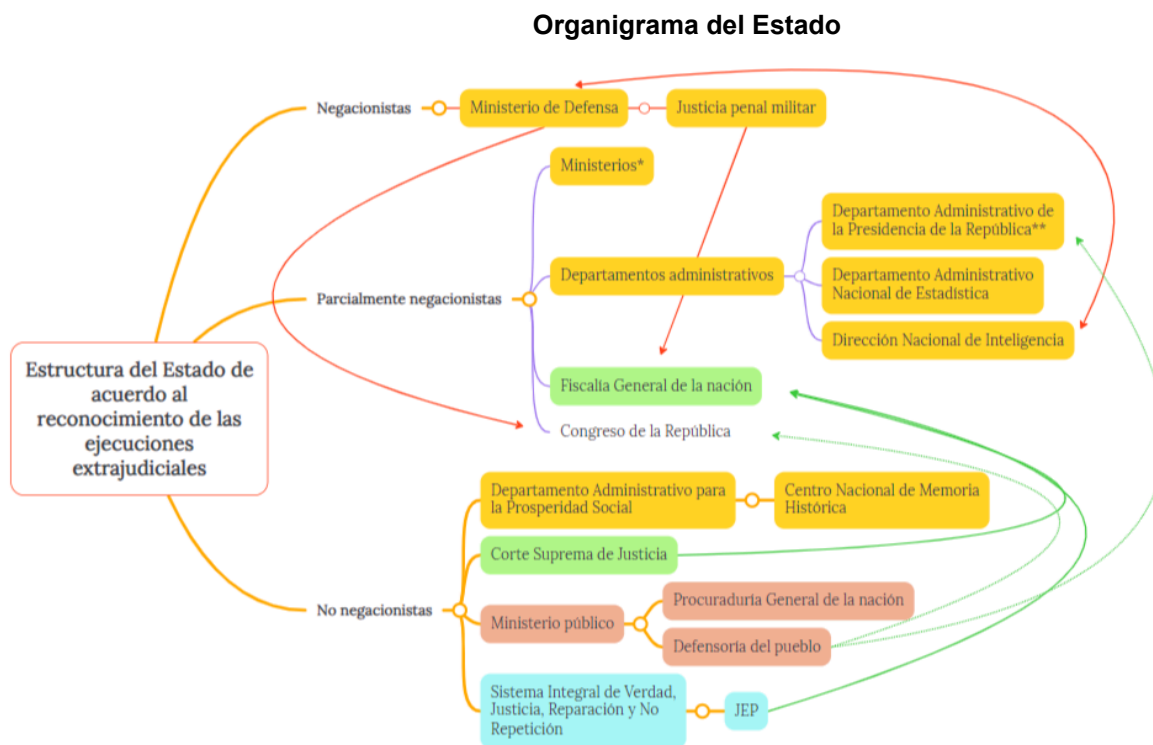 Organigrama del Estado
Negacionistas
Ministerio de Defensa
Justicia penal militar
Ministerios*
Departamento Administrativo de
la Presidencia de la República**
Departamentos administrativos
Departamento Administrativo
Nacional de Estadística
Parcialmente negacionistas
Dirección Nacional de Inteligencia
Estructura del Estado de
acuerdo al
reconocimiento de las
ejecuciones
extrajudiciales
Fiscalía General de la nación
Congreso de la República
Departamento Administrativo para
la Prosperidad Social
Centro Nacional de Memoria
Histórica
Corte Suprema de Justicia
No negacionistas
Ministerio público
Procuraduría General de la nación
Defensoría del pueblo
Sistema Integral de Verdad,
Justicia, Reparación y No
Repetición
JEP